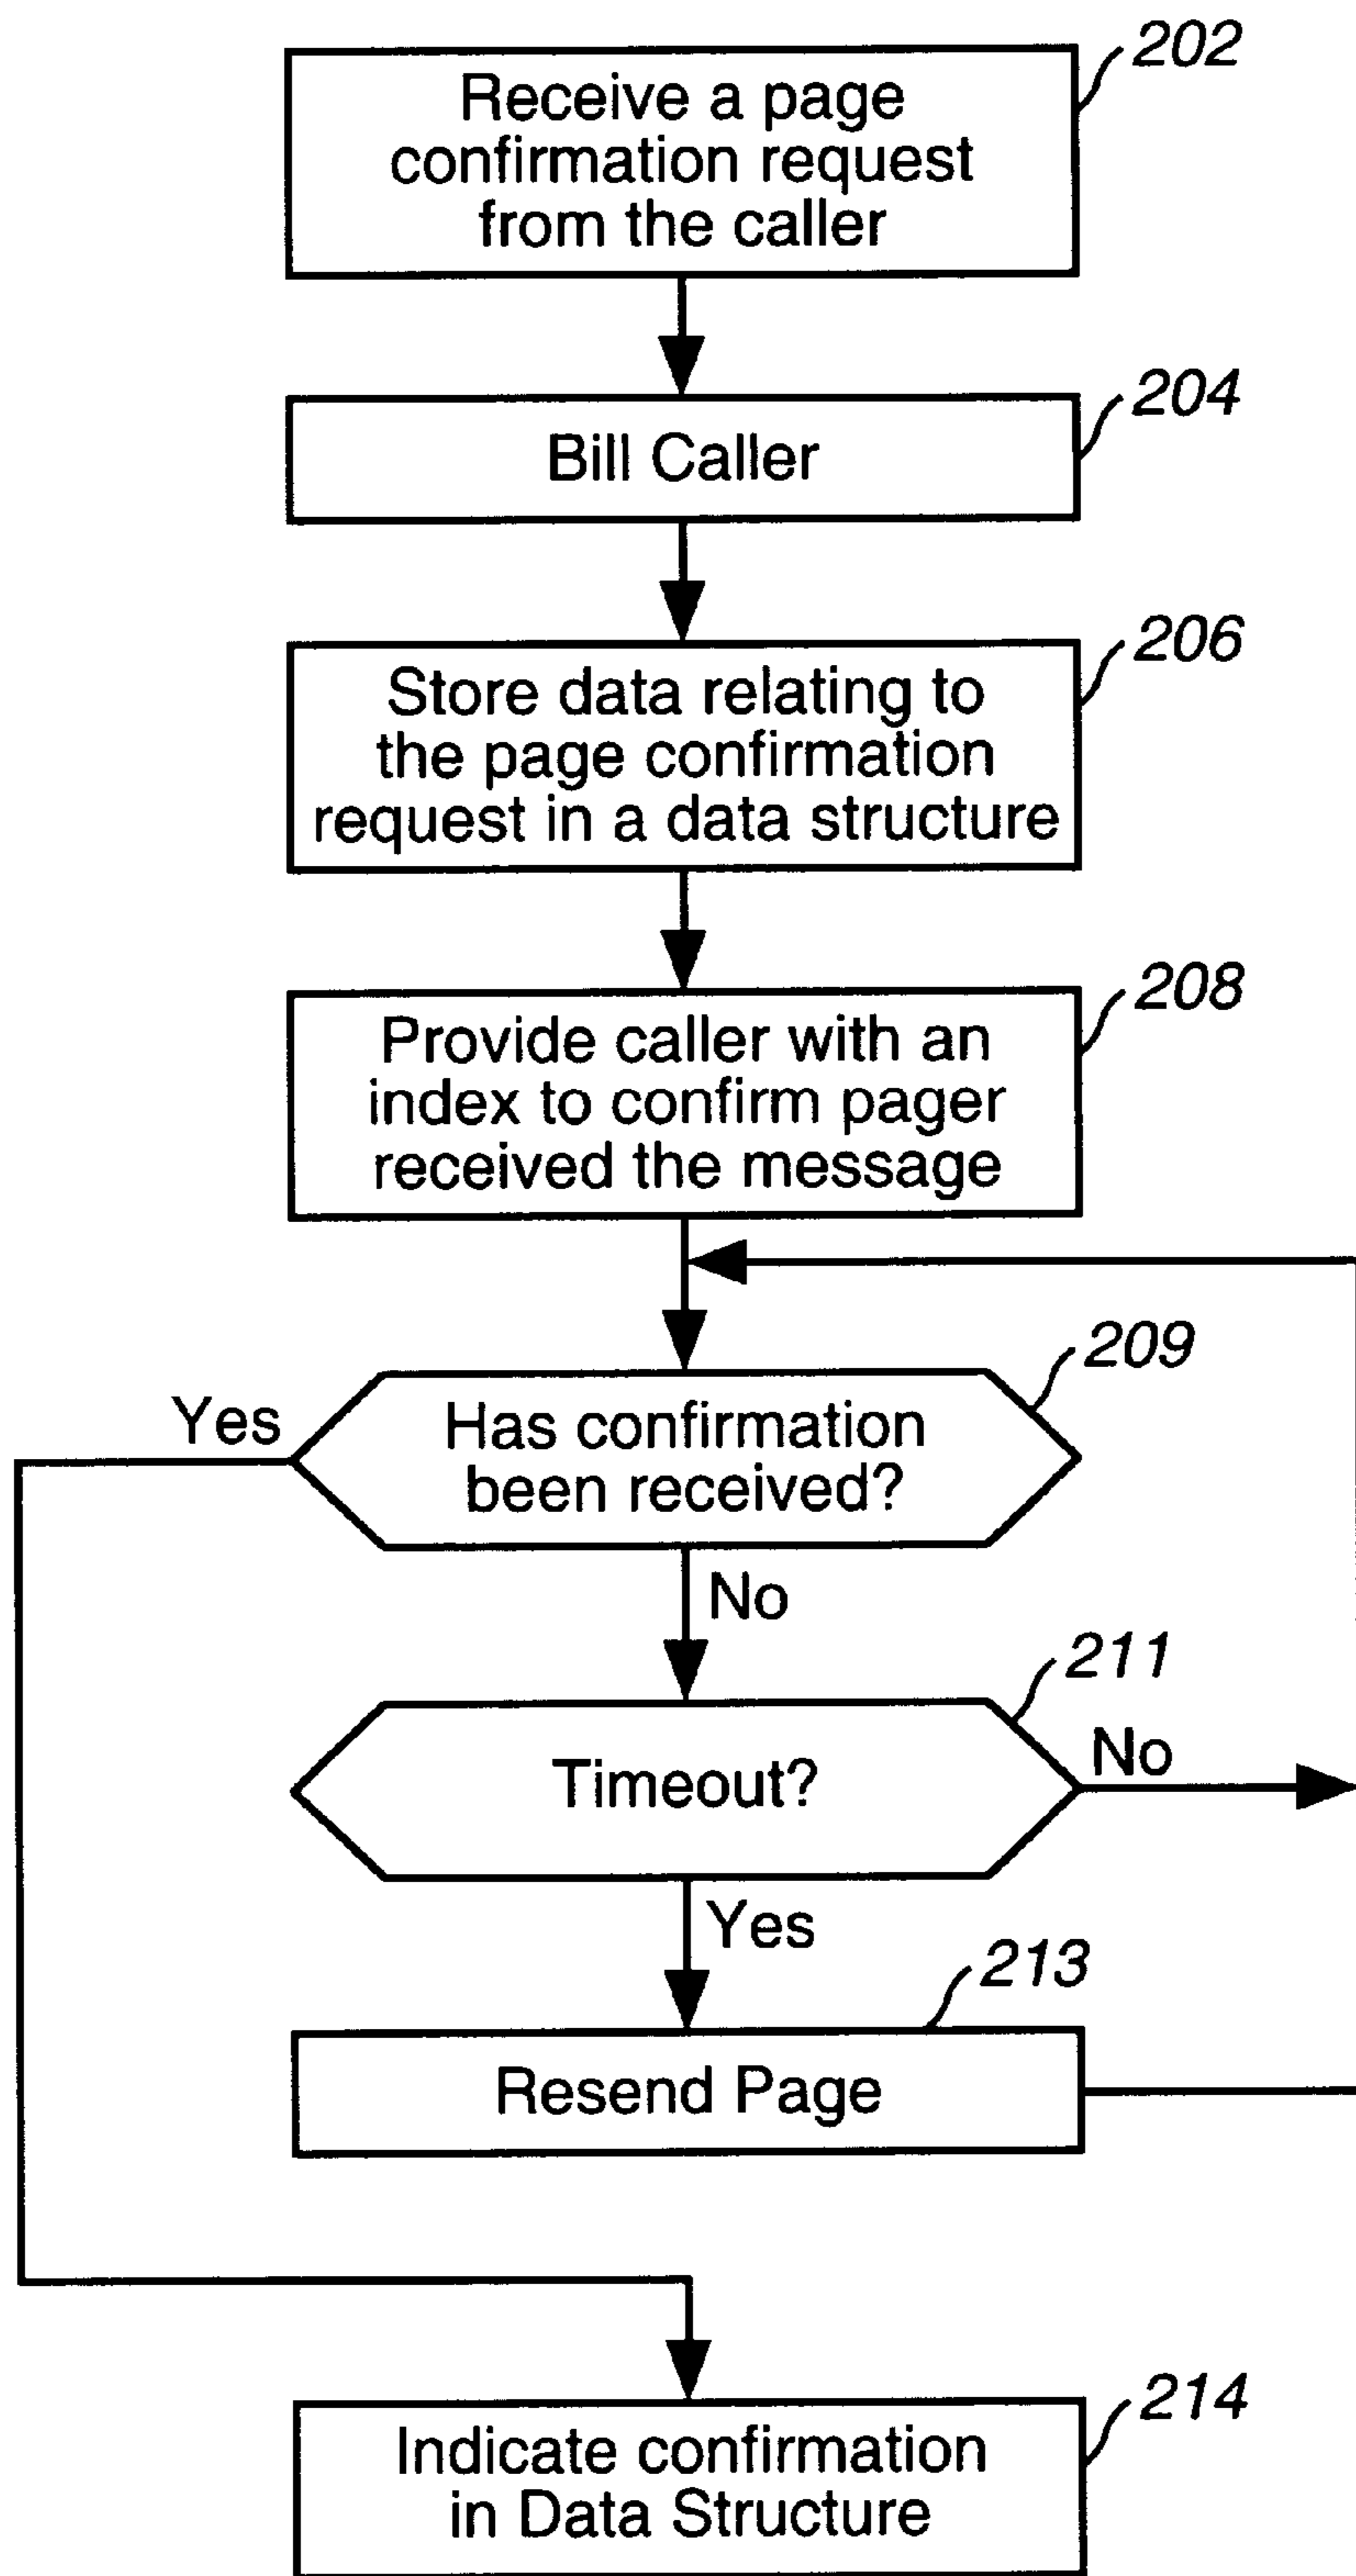 202
Receive a page
confirmation request
from the caller
204
Bill Caller
206
Store data relating to
the page confirmation
request in a data structure
208
Provide caller with an
index to confirm pager
received the message
209
Yes
Has confirmation
been received?
No
211
Timeout?
No
Yes
213
Resend Page
214
Indicate confirmation
in Data Structure